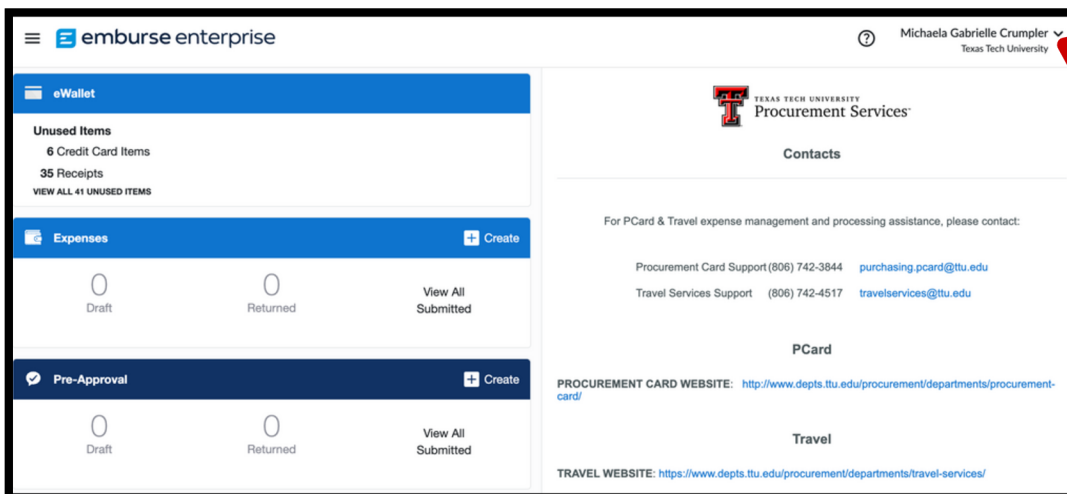 emburse enterprise
Michaela Gabrielle Crumpler
Texas Tech University
eWallet
Unused Items
6 Credit Card Items
35 Receipts
VIEW ALL 41 UNUSED ITEMS
Expenses
Create
0
Draft
0
Returned
View All
Submitted
Pre-Approval
Create
0
Draft
0
Returned
View All
Submitted
TEXAS TECH UNIVERSITY
Procurement Services
Contacts
For PCard & Travel expense management and processing assistance, please contact:
Procurement Card Support (806) 742-3844 purchasing.pcard@ttu.edu
Travel Services Support (806) 742-4517 travelservices@ttu.edu
PCard
PROCUREMENT CARD WEBSITE: http://www.depts.ttu.edu/procurement/departments/procurement-
card/
Travel
TRAVEL WEBSITE: https://www.depts.ttu.edu/procurement/departments/travel-services/